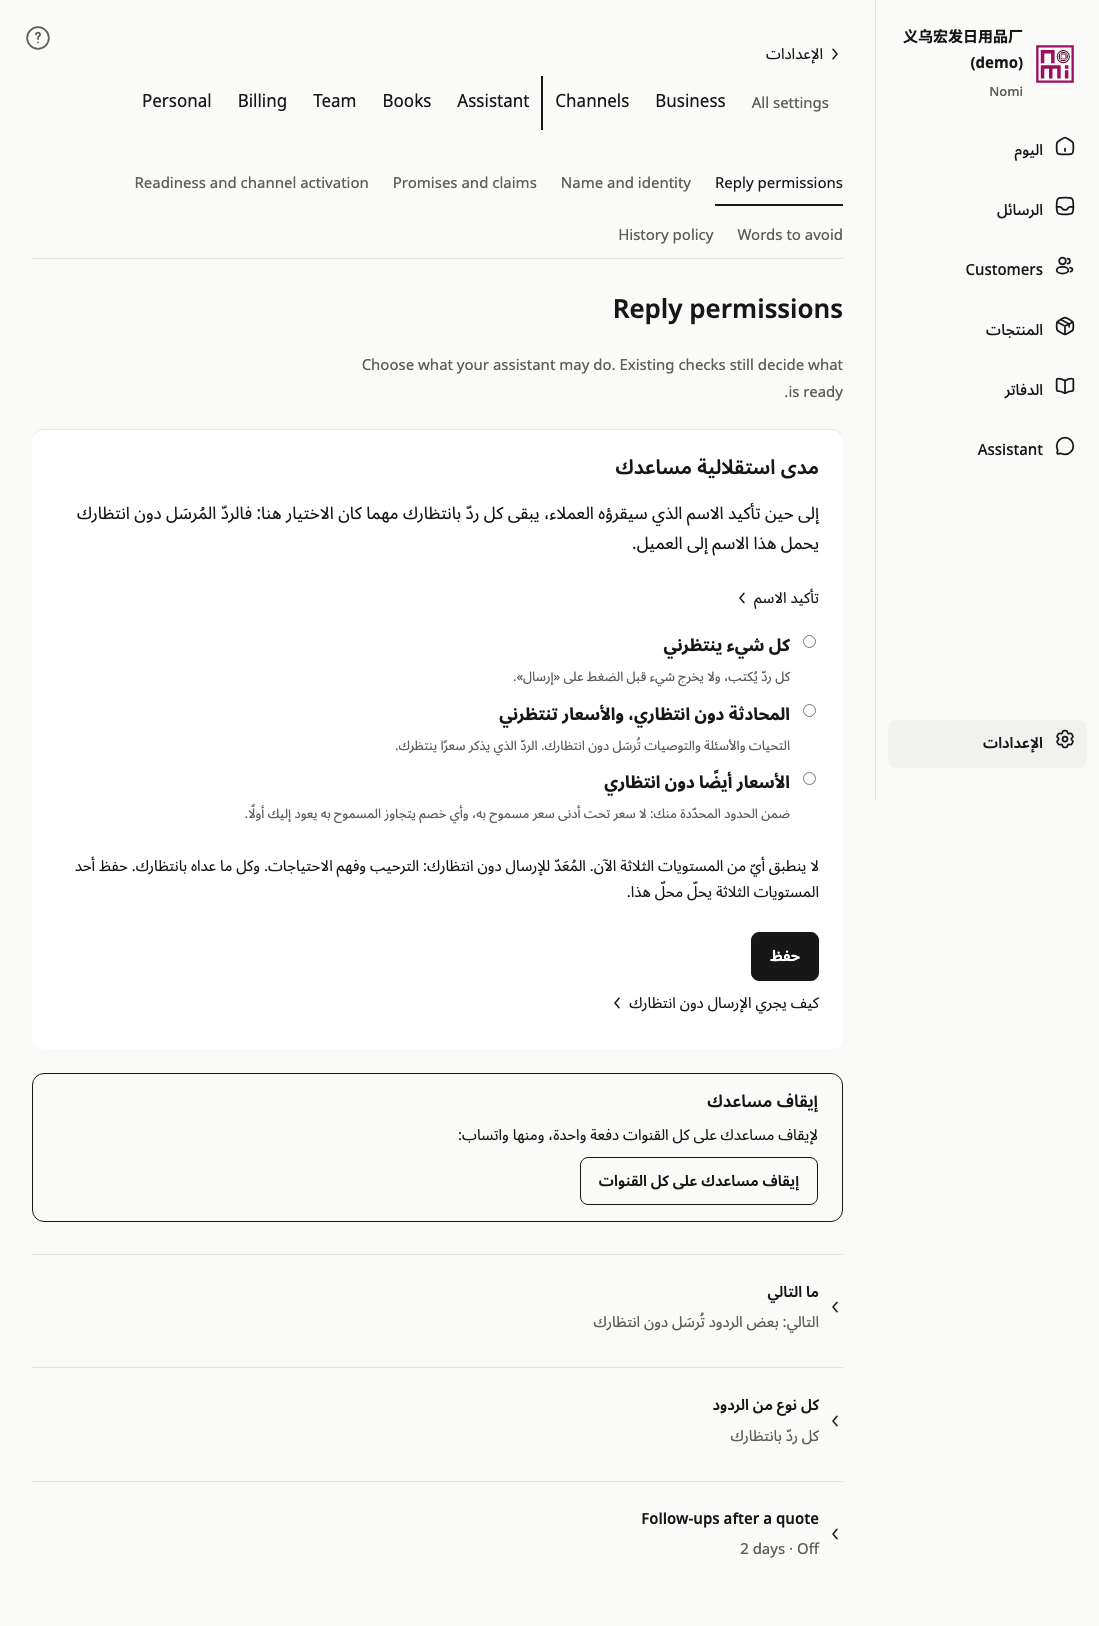 义乌宏发日用品厂
(demo)
Nomi
اليوم
الرسائل
Customers
المنتجات
الدفاتر
Assistant
الإعدادات
الإعدادات
All settings
Business
Channels
Assistant
Books
Team
Billing
Personal
Reply permissions
Name and identity
Promises and claims
Readiness and channel activation
Words to avoid
History policy
Reply permissions
Choose what your assistant may do. Existing checks still decide what
is ready.
مدى استقلالية مساعدك
إلى حين تأكيد الاسم الذي سيقرؤه العملاء، يبقى كل ردّ بانتظارك مهما كان الاختيار هنا: فالردّ المُرسَل دون انتظارك
يحمل هذا الاسم إلى العميل.
تأكيد الاسم
كل شيء ينتظرني
كل ردّ يُكتب، ولا يخرج شيء قبل الضغط على «إرسال».
المحادثة دون انتظاري، والأسعار تنتظرني
التحيات والأسئلة والتوصيات تُرسَل دون انتظارك. الردّ الذي يذكر سعرًا ينتظرك.
الأسعار أيضًا دون انتظاري
ضمن الحدود المحدّدة منك: لا سعر تحت أدنى سعر مسموح به، وأي خصم يتجاوز المسموح به يعود إليك أولًا.
لا ينطبق أيّ من المستويات الثلاثة الآن. المُعَدّ للإرسال دون انتظارك: الترحيب وفهم الاحتياجات. وكل ما عداه بانتظارك. حفظ أحد
المستويات الثلاثة يحلّ محلّ هذا.
حفظ
كيف يجري الإرسال دون انتظارك
إيقاف مساعدك
لإيقاف مساعدك على كل القنوات دفعة واحدة، ومنها واتساب:
إيقاف مساعدك على كل القنوات
ما التالي
التالي: بعض الردود تُرسَل دون انتظارك
كل نوع من الردود
كل ردّ بانتظارك
Follow-ups after a quote
2 days · Off